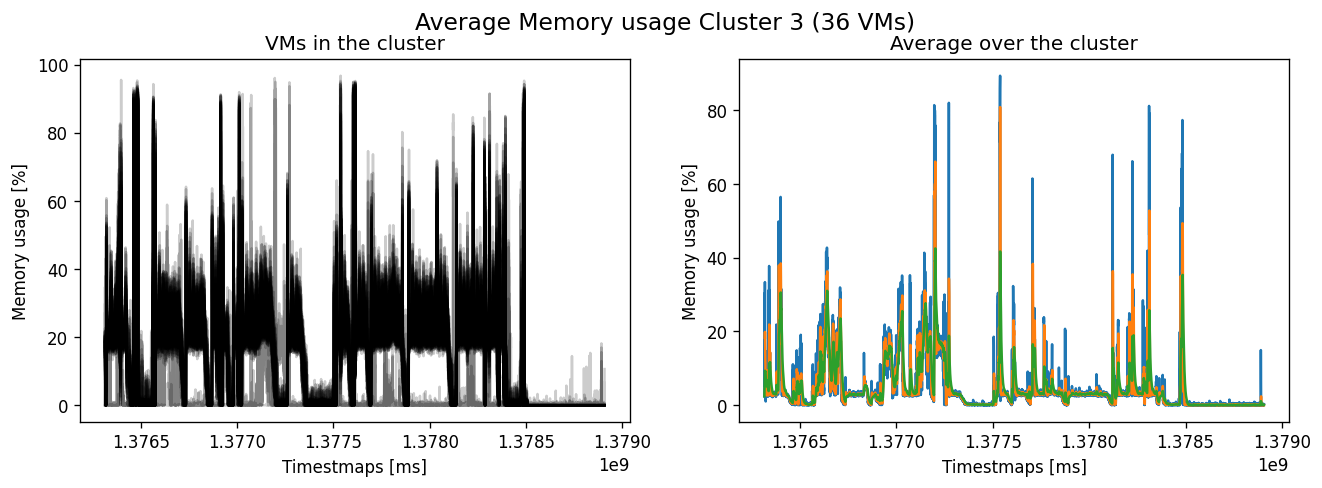 Average Memory usage Cluster 3 (36 VMs)
VMs in the cluster
Memory usage [%]
100
80
60
40
20
0
1.3765 1.3770 1.3775 1.3780 1.3785 1.3790
1e9
Timestmaps [ms]
Average over the cluster
Memory usage [%]
80
60
40
20
0
1.3765 1.3770 1.3775 1.3780 1.3785 1.3790
1e9
Timestmaps [ms]